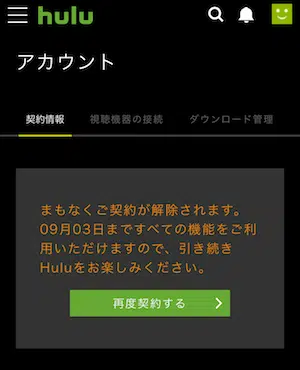 hulu
アカウント
契約情報 視聴機器の接続 ダウンロード管理
まもなくご契約が解除されます。
09月03日まですべての機能をご利
用いただけますので、引き続き
Huluをお楽しみください。
再度契約する